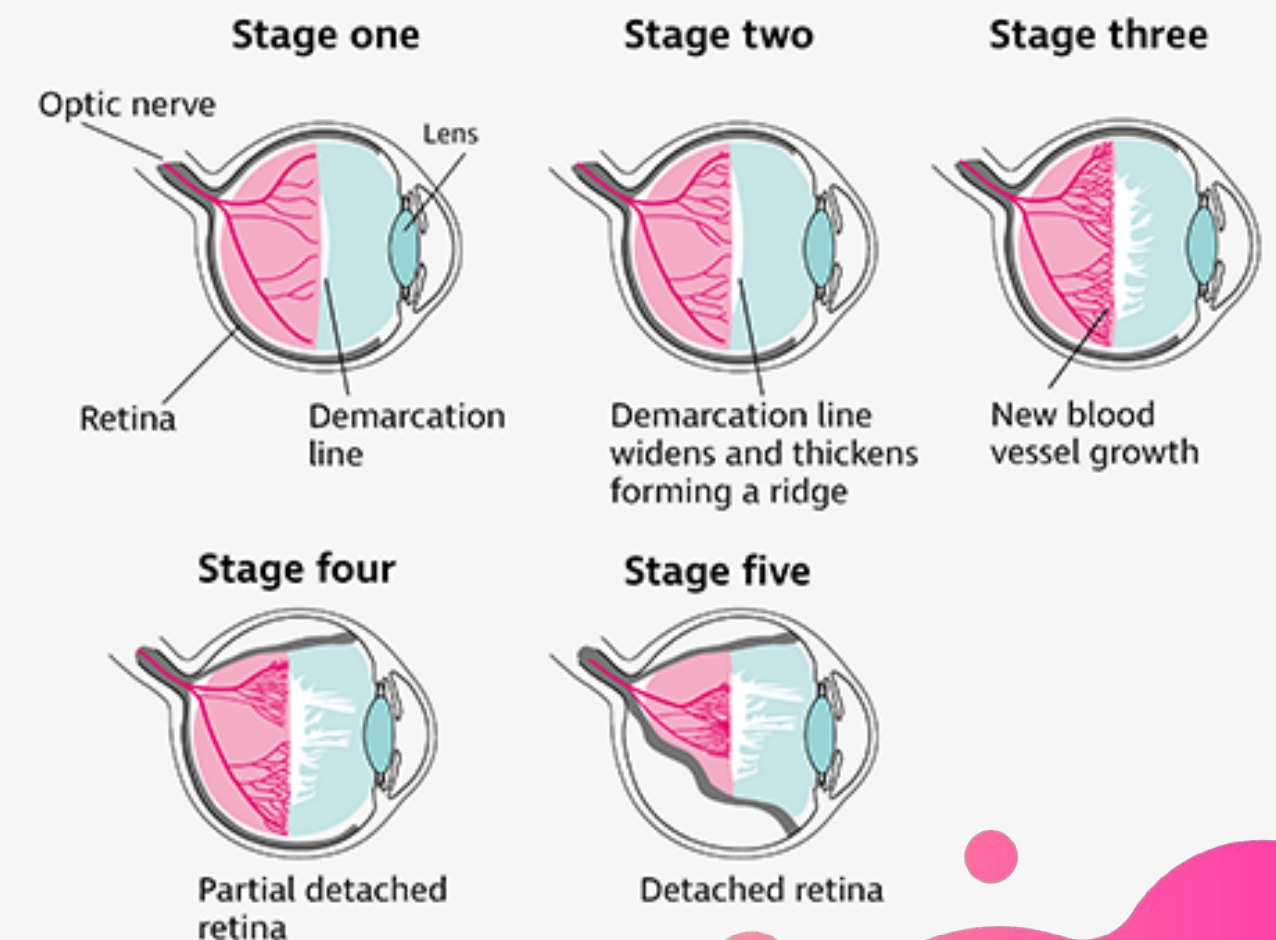 Stage one
Stage two
Stage three
Optic nerve
Lens
Retina
Demarcation
line
Demarcation line
widens and thickens
forming a ridge
New blood
vessel growth
Stage four
Stage five
Partial detached
retina
Detached retina